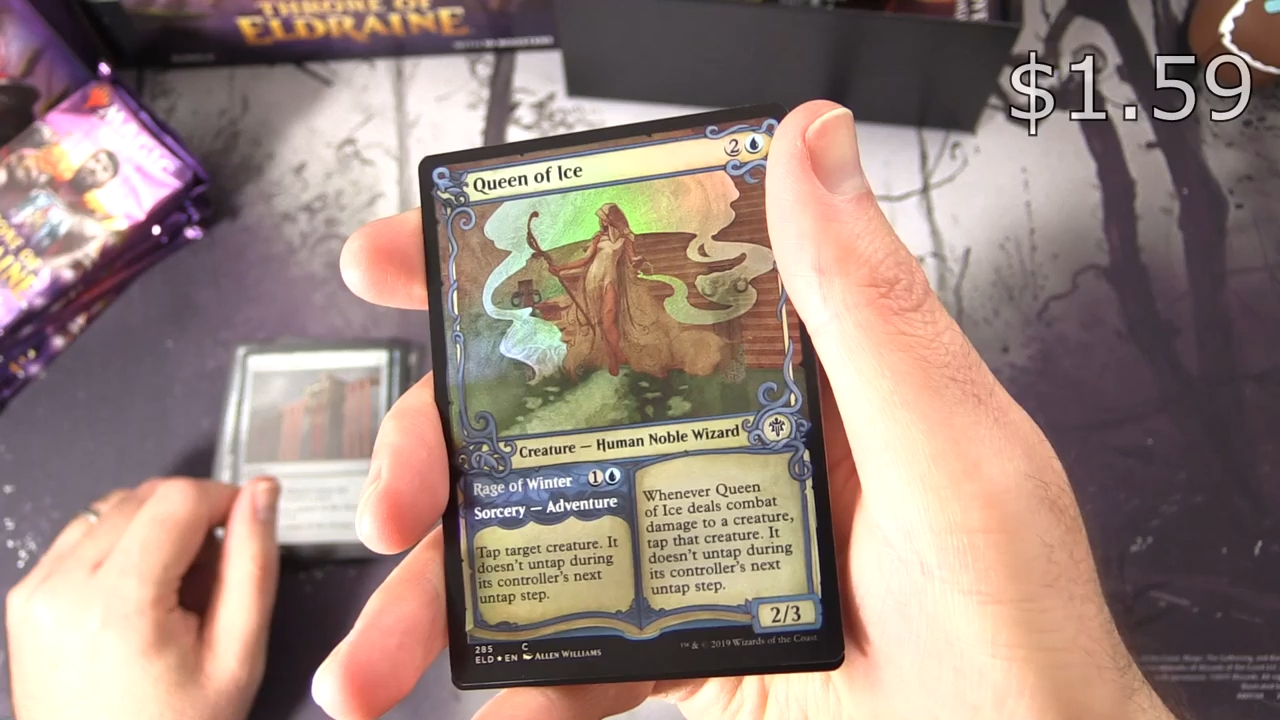 THRONE OF
ELDRAINE
$1.59
MAGIC
Queen of Ice
2
Creature — Human Noble Wizard
Rage of Winter
1
Sorcery — Adventure
Tap target creature. It
doesn't untap during
its controller's next
untap step.
Whenever Queen
of Ice deals combat
damage to a creature,
tap that creature. It
doesn't untap during
its controller's next
untap step.
2/3
285 C
ELD ★ EN ALLEN WILLIAMS
™ & © 2019 Wizards of the Coast